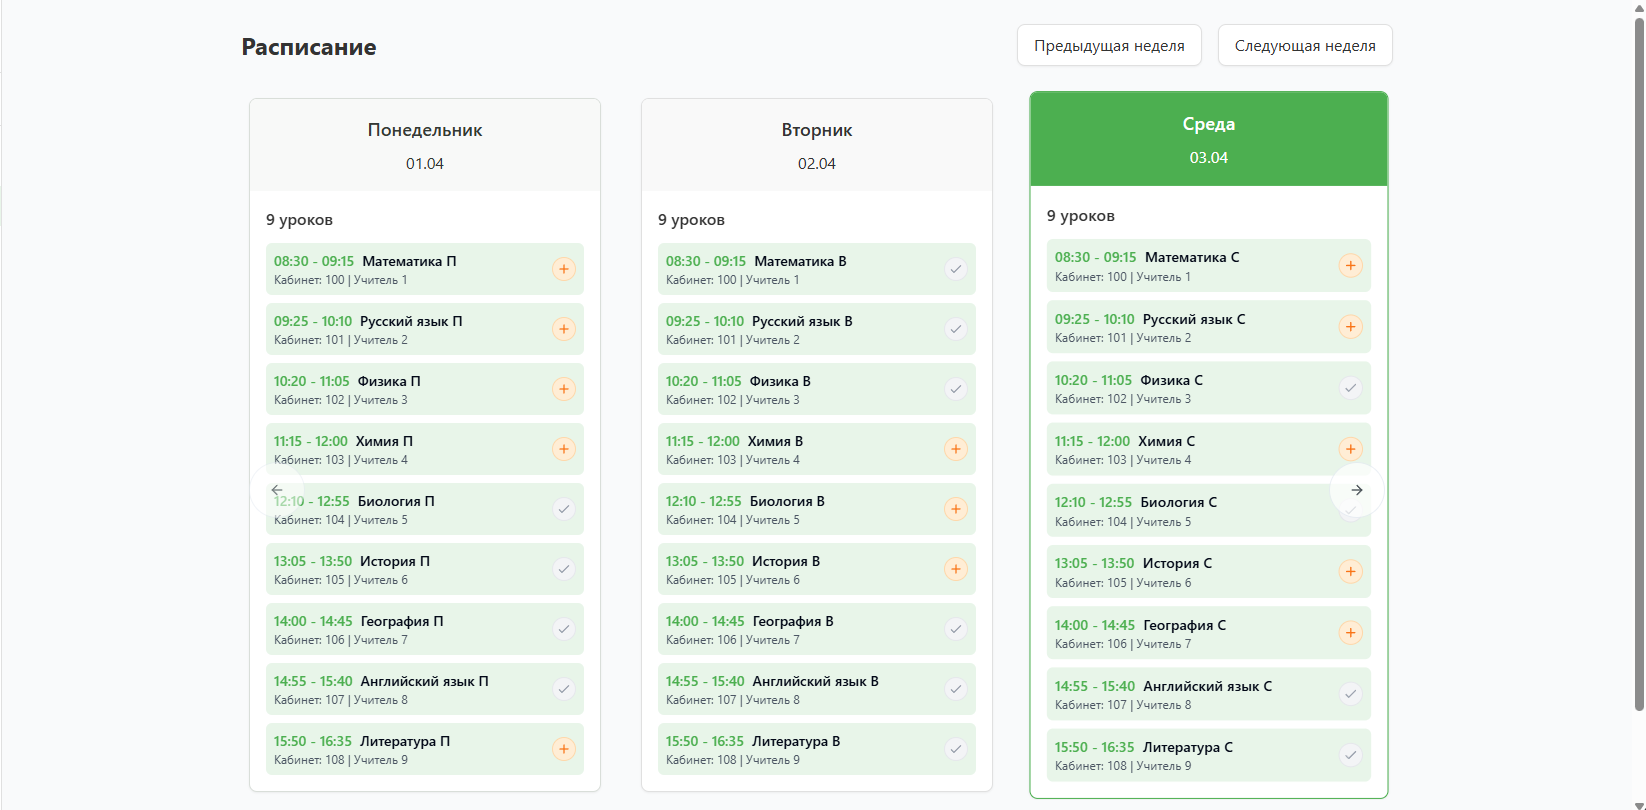 Расписание
Предыдущая неделя
Следующая неделя
Понедельник
01.04
9 уроков
08:30 - 09:15 Математика П
Кабинет: 100 | Учитель 1
09:25 - 10:10 Русский язык П
Кабинет: 101 | Учитель 2
10:20 - 11:05 Физика П
Кабинет: 102 | Учитель 3
11:15 - 12:00 Химия П
Кабинет: 103 | Учитель 4
12:10 - 12:55 Биология П
Кабинет: 104 | Учитель 5
13:05 - 13:50 История П
Кабинет: 105 | Учитель 6
14:00 - 14:45 География П
Кабинет: 106 | Учитель 7
14:55 - 15:40 Английский язык П
Кабинет: 107 | Учитель 8
15:50 - 16:35 Литература П
Кабинет: 108 | Учитель 9
Вторник
02.04
9 уроков
08:30 - 09:15 Математика В
Кабинет: 100 | Учитель 1
09:25 - 10:10 Русский язык В
Кабинет: 101 | Учитель 2
10:20 - 11:05 Физика В
Кабинет: 102 | Учитель 3
11:15 - 12:00 Химия В
Кабинет: 103 | Учитель 4
12:10 - 12:55 Биология В
Кабинет: 104 | Учитель 5
13:05 - 13:50 История В
Кабинет: 105 | Учитель 6
14:00 - 14:45 География В
Кабинет: 106 | Учитель 7
14:55 - 15:40 Английский язык В
Кабинет: 107 | Учитель 8
15:50 - 16:35 Литература В
Кабинет: 108 | Учитель 9
Среда
03.04
9 уроков
08:30 - 09:15 Математика С
Кабинет: 100 | Учитель 1
09:25 - 10:10 Русский язык С
Кабинет: 101 | Учитель 2
10:20 - 11:05 Физика С
Кабинет: 102 | Учитель 3
11:15 - 12:00 Химия С
Кабинет: 103 | Учитель 4
12:10 - 12:55 Биология С
Кабинет: 104 | Учитель 5
13:05 - 13:50 История С
Кабинет: 105 | Учитель 6
14:00 - 14:45 География С
Кабинет: 106 | Учитель 7
14:55 - 15:40 Английский язык С
Кабинет: 107 | Учитель 8
15:50 - 16:35 Литература С
Кабинет: 108 | Учитель 9